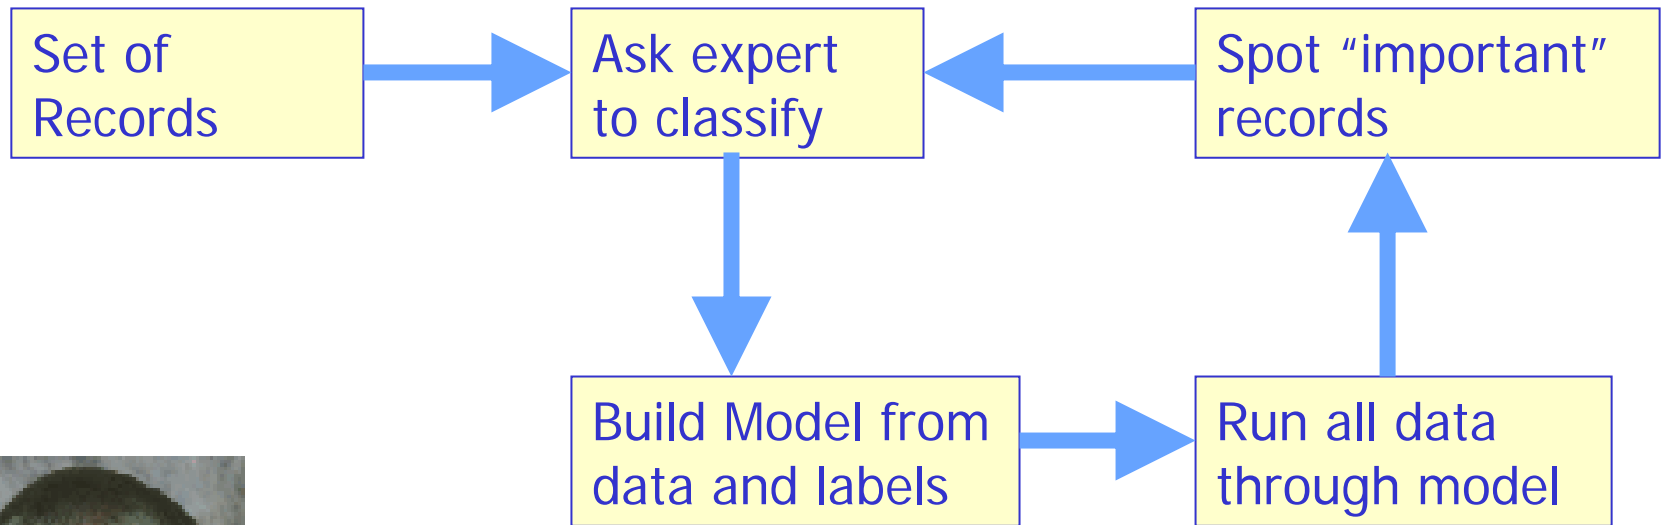 Set of
Records
Ask expert
to classify
Spot “important”
records
Build Model from
data and labels
Run all data
through model